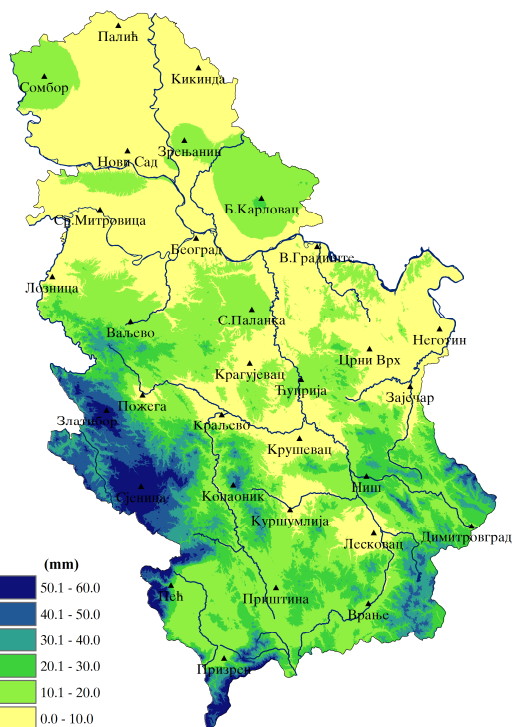 Палић
Кикинда
Сомбор
Зрењанин
Нови Сад
Б.Карловац
Ср.Митровица
Београд
В.Градиште
Лозница
С.Паланка
Ваљево
Неготин
Црни Врх
Крагујевац
Ћуприја
Зајечар
Пожега
Златибор
Краљево
Крушевац
Сјеница
Копаоник
Ниш
Куршумлија
Димитровград
Лесковац
(mm)
50.1 - 60.0
Пећ
Приштина
40.1 - 50.0
Врање
30.1 - 40.0
20.1 - 30.0
Призрен
10.1 - 20.0
0.0 - 10.0